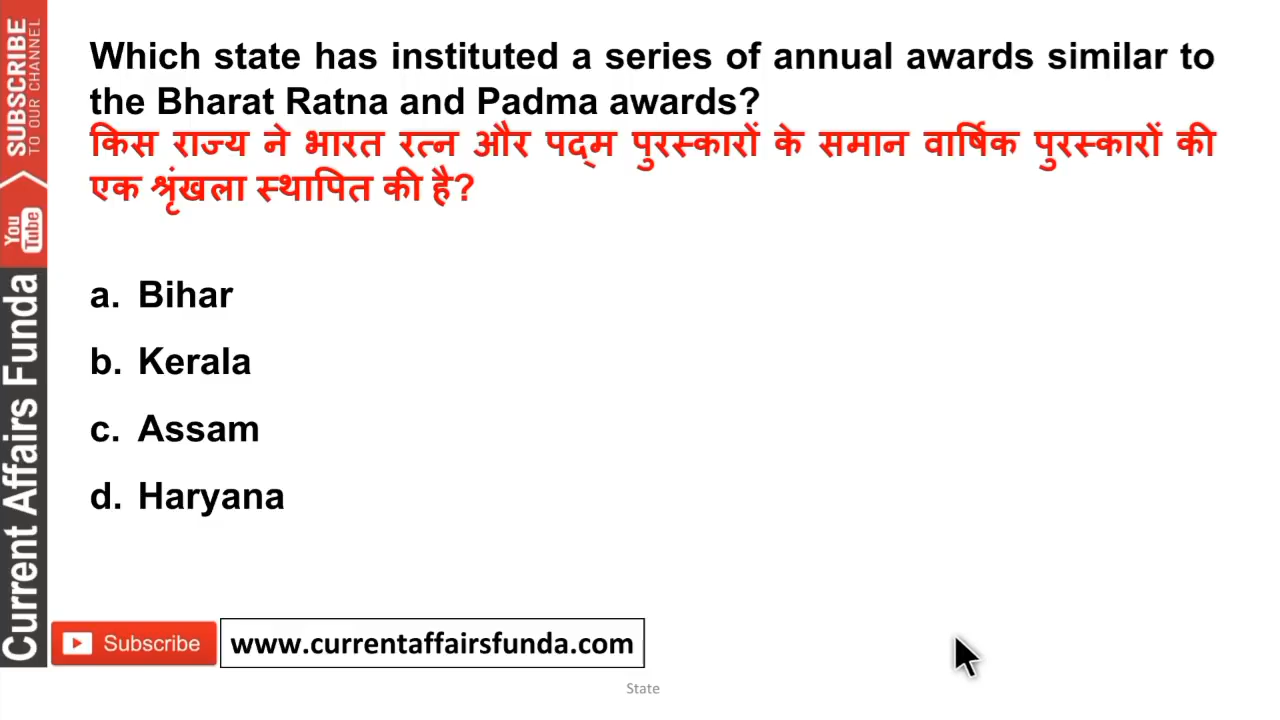 Which state has instituted a series of annual awards similar to
the Bharat Ratna and Padma awards?
किस राज्य ने भारत रत्न और पद्म पुरस्कारों के समान वार्षिक पुरस्कारों की
एक श्रृंखला स्थापित की है?
a. Bihar
b. Kerala
c. Assam
d. Haryana
SUBSCRIBE
TO OUR CHANNEL
You
Tube
Current Affairs Funda
Subscribe
www.currentaffairsfunda.com
State